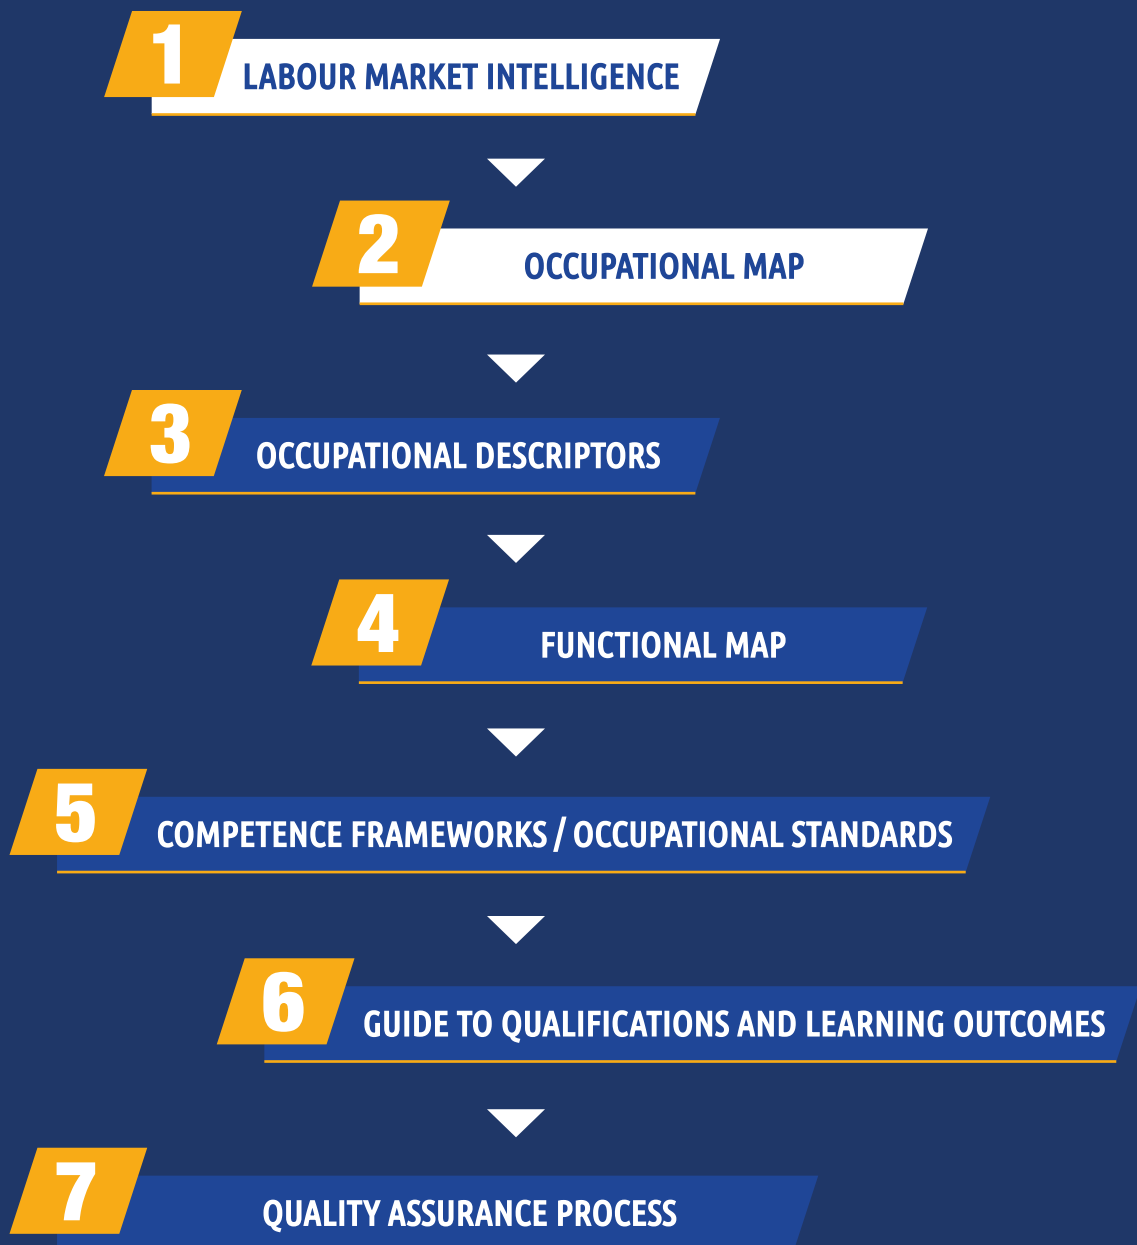 1
LABOUR MARKET INTELLIGENCE
2
OCCUPATIONAL MAP
3
OCCUPATIONAL DESCRIPTORS
4
FUNCTIONAL MAP
5
COMPETENCE FRAMEWORKS / OCCUPATIONAL STANDARDS
6
GUIDE TO QUALIFICATIONS AND LEARNING OUTCOMES
7
QUALITY ASSURANCE PROCESS